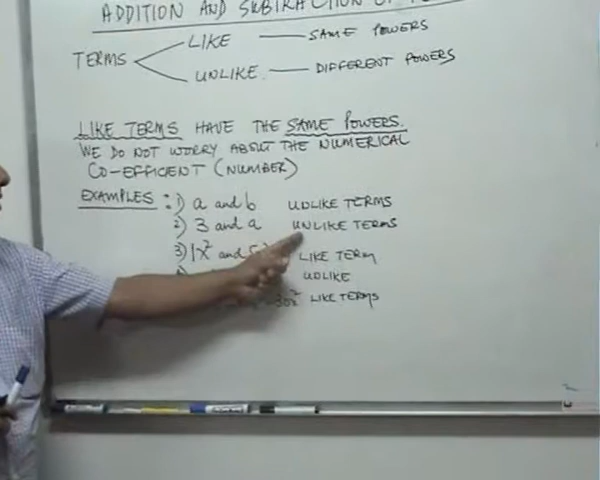 ADDITION AND SUBTRACTION OF
TERMS LIKE SAME POWERS
UNLIKE DIFFERENT POWERS
LIKE TERMS HAVE THE SAME POWERS.
WE DO NOT WORRY ABOUT THE NUMERICAL
CO-EFFICIENT (NUMBER)
EXAMPLES : 1) a and b UNLIKE TERMS
2) 3 and a UNLIKE TERMS
3) 1x² and LIKE TERM
UNLIKE
LIKE TERMS